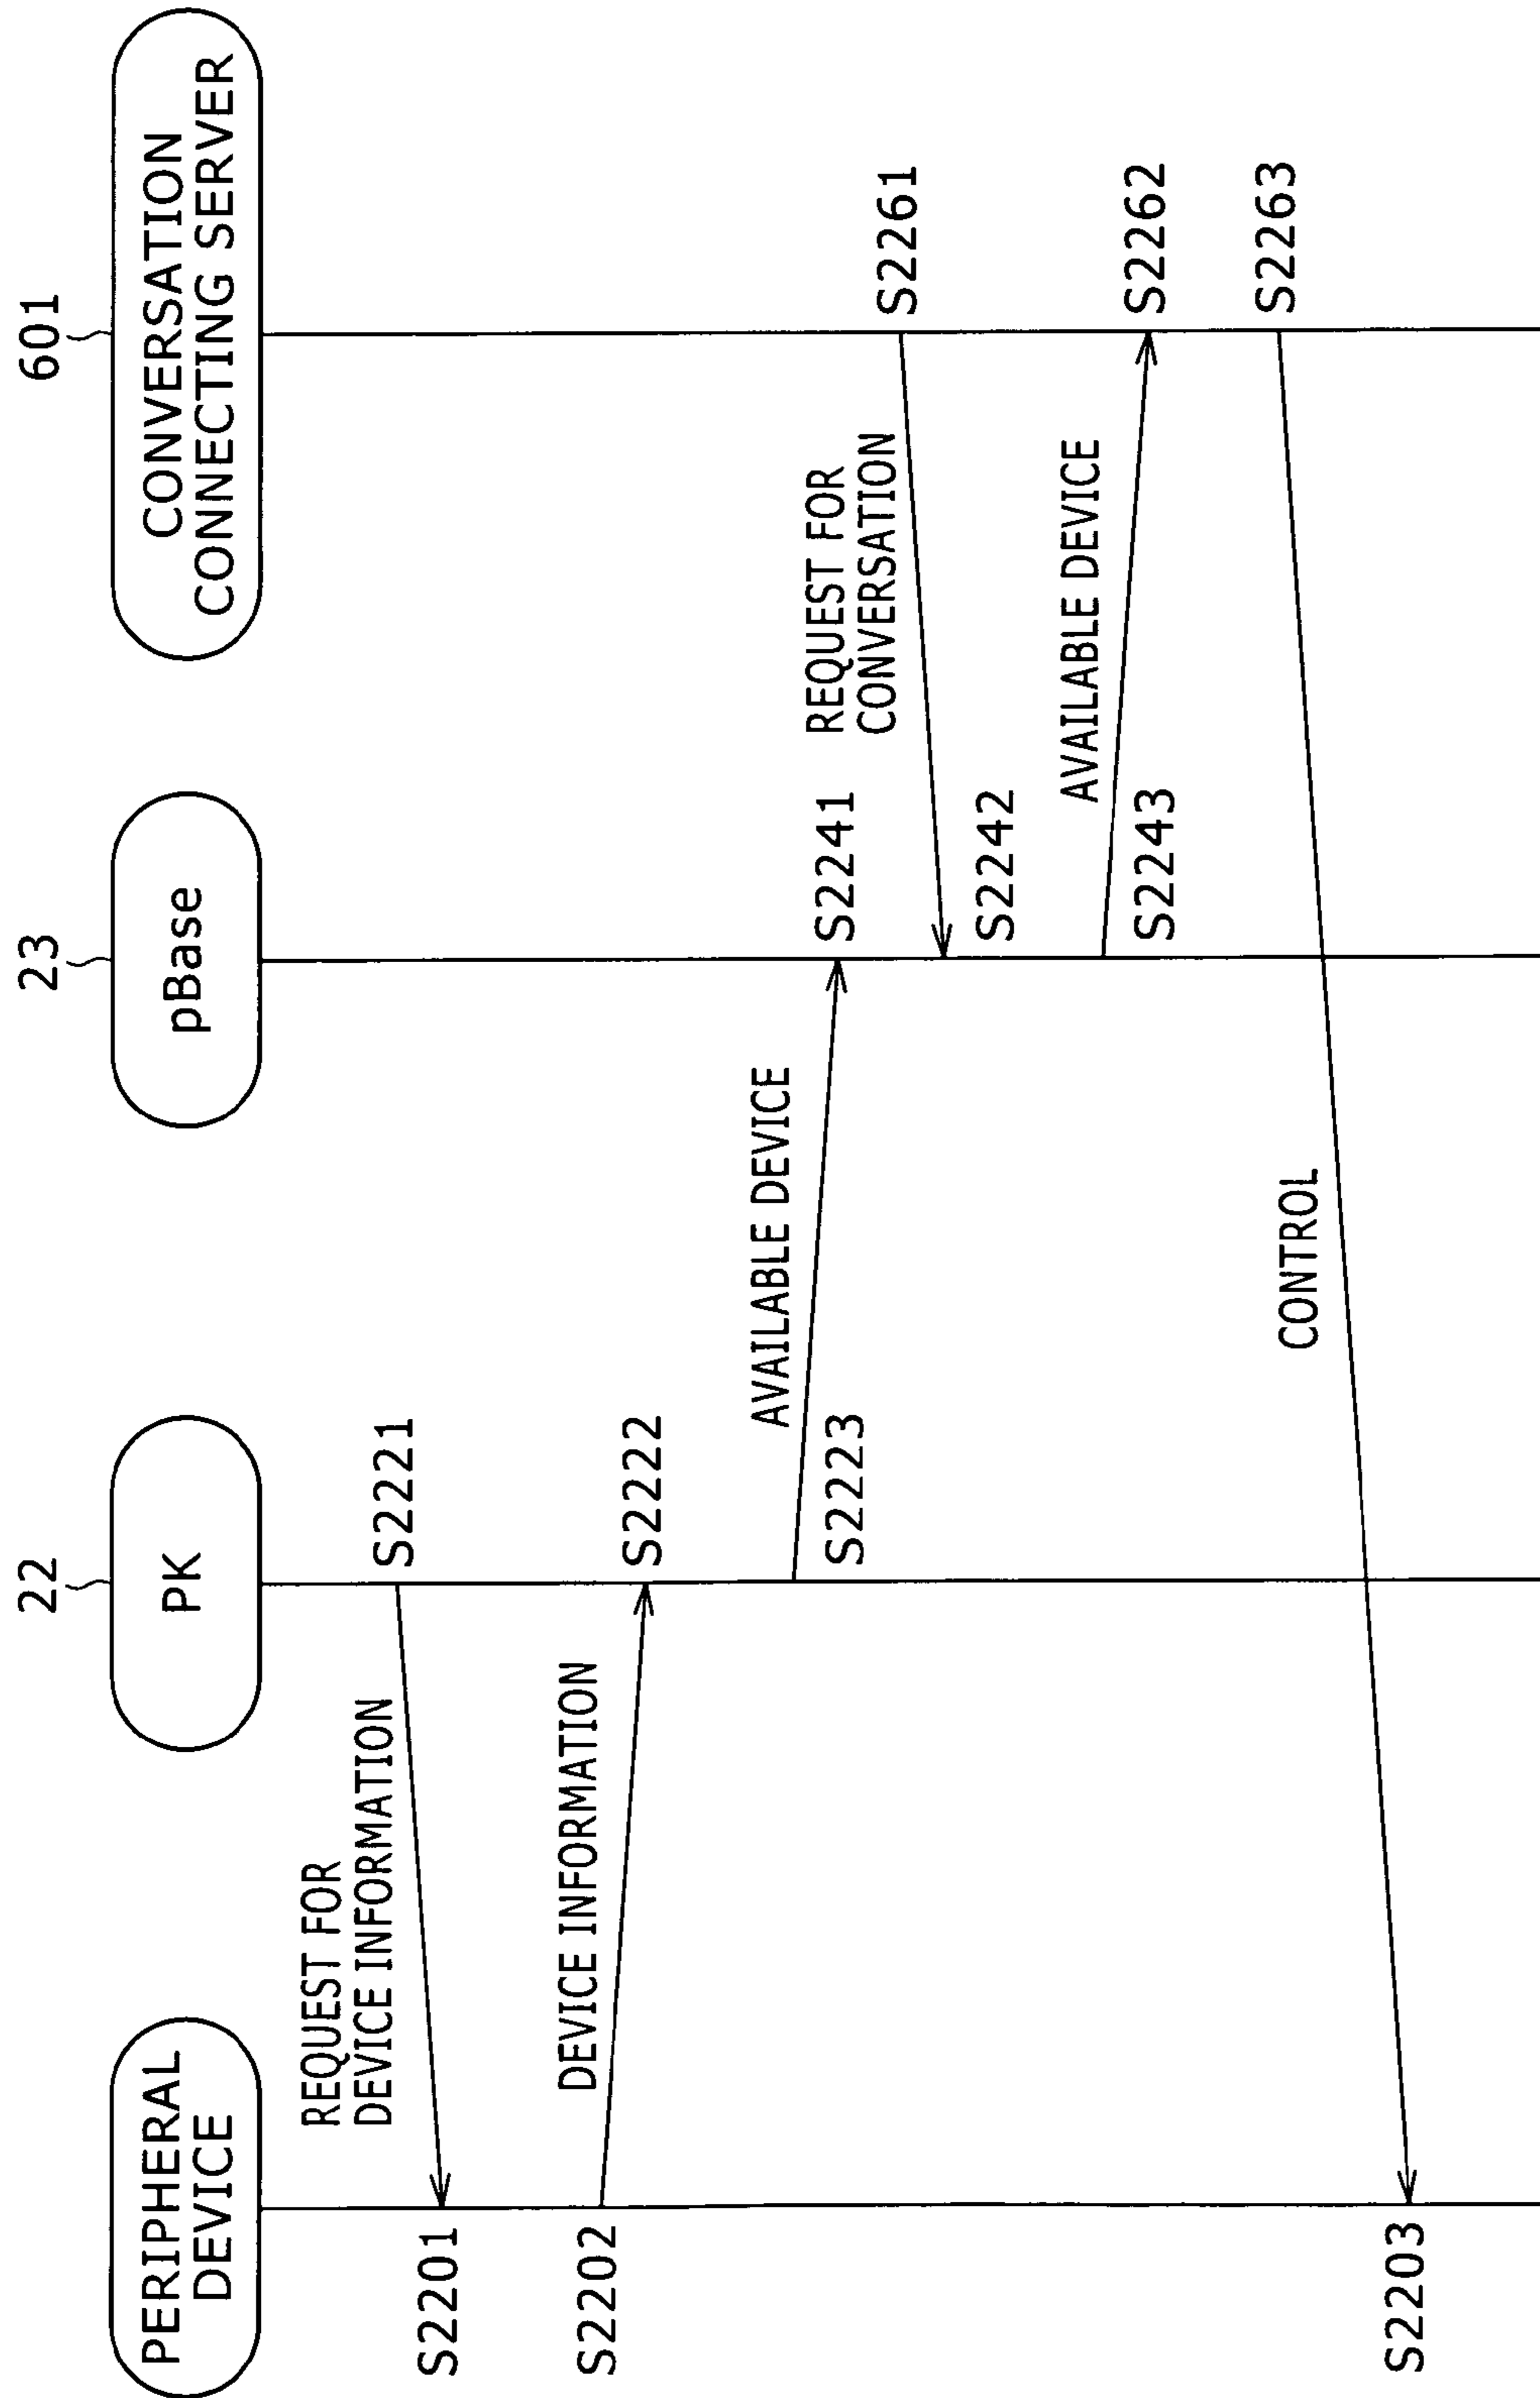 22
23
601
PERIPHERAL
DEVICE
PK
pBase
CONVERSATION
CONNECTING SERVER
REQUEST FOR
DEVICE INFORMATION
S2221
S2201
DEVICE INFORMATION
S2202
S2222
AVAILABLE DEVICE
S2223
S2241
REQUEST FOR
CONVERSATION
S2261
S2242
AVAILABLE DEVICE
S2243
S2262
S2263
CONTROL
S2203